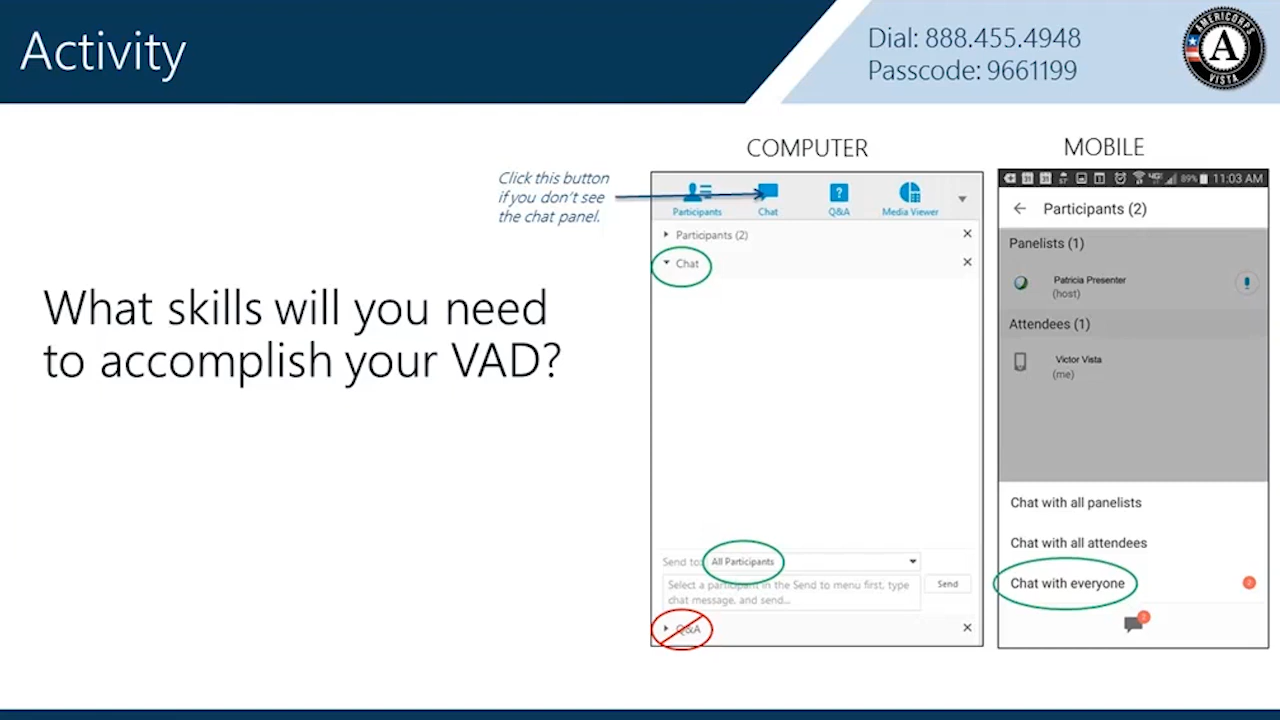 Activity
Dial: 888.455.4948
Passcode: 9661199
AMERICORPS
A
VISTA
What skills will you need
to accomplish your VAD?
Click this button
if you don't see
the chat panel.
COMPUTER
Participants Chat Q&A Media Viewer
Participants (2)
Chat
Send to: All Participants
Select a participant in the Send to menu first, type
chat message, and send...
Send
Q&A
MOBILE
89% 11:03 AM
Participants (2)
Panelists (1)
Patricia Presenter
(host)
Attendees (1)
Victor Vista
(me)
Chat with all panelists
Chat with all attendees
Chat with everyone